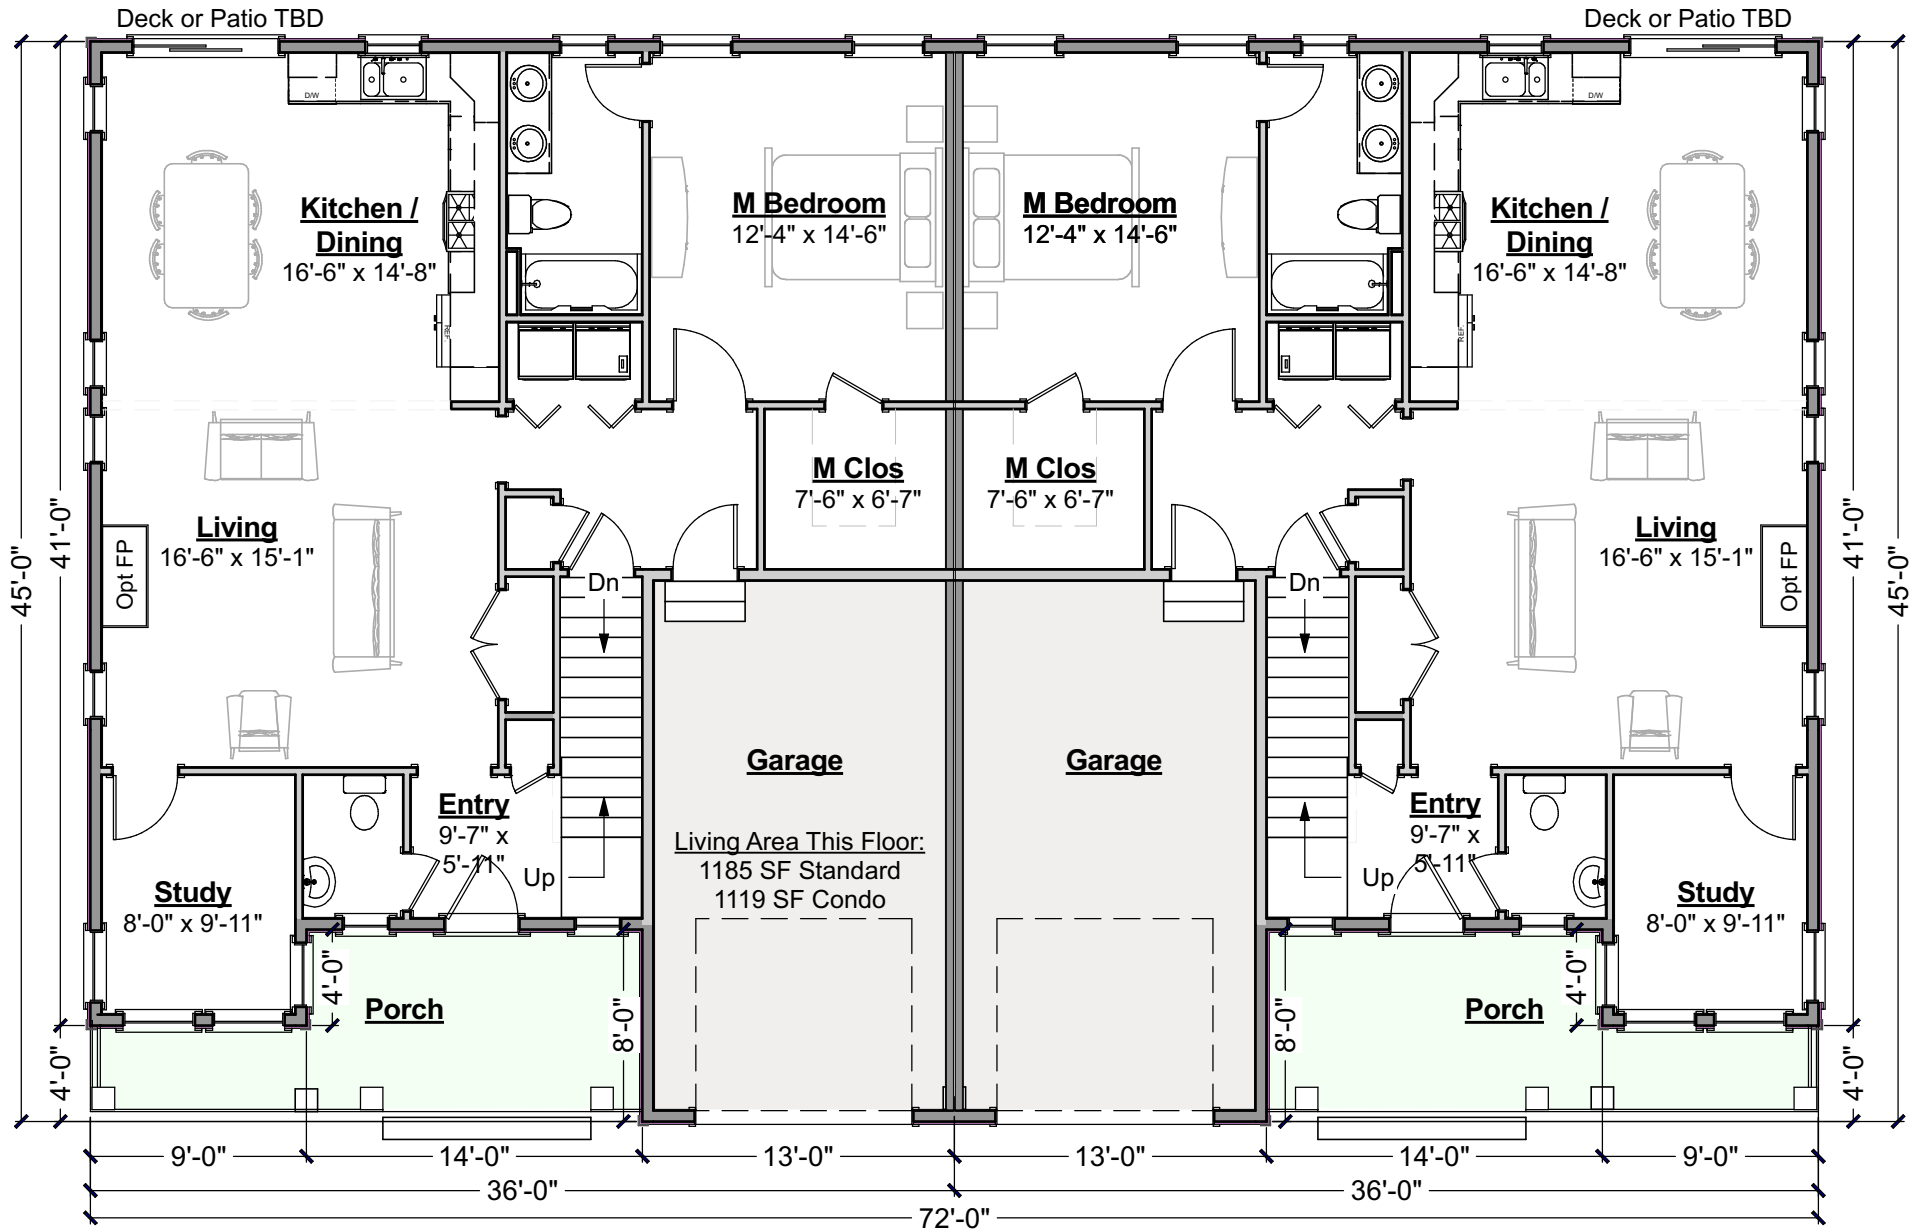 Deck or Patio TBD
Deck or Patio TBD
D/W
D/W
Kitchen /
Dining
16'-6" x 14'-8"
M Bedroom
12'-4" x 14'-6"
M Bedroom
12'-4" x 14'-6"
Kitchen /
Dining
16'-6" x 14'-8"
REF.
REF.
M Clos
7'-6" x 6'-7"
M Clos
7'-6" x 6'-7"
Living
16'-6" x 15'-1"
Living
16'-6" x 15'-1"
Opt FP
Opt FP
45'-0"
41'-0"
41'-0"
45'-0"
Dn
Dn
Garage
Garage
Entry
9'-7" x
5'-11"
Entry
9'-7" x
5'-11"
Living Area This Floor:
1185 SF Standard
1119 SF Condo
Up
Up
Study
8'-0" x 9'-11"
Study
8'-0" x 9'-11"
4'-0"
Porch
8'-0"
8'-0"
Porch
4'-0"
4'-0"
4'-0"
9'-0"
14'-0"
13'-0"
13'-0"
14'-0"
9'-0"
36'-0"
36'-0"
72'-0"